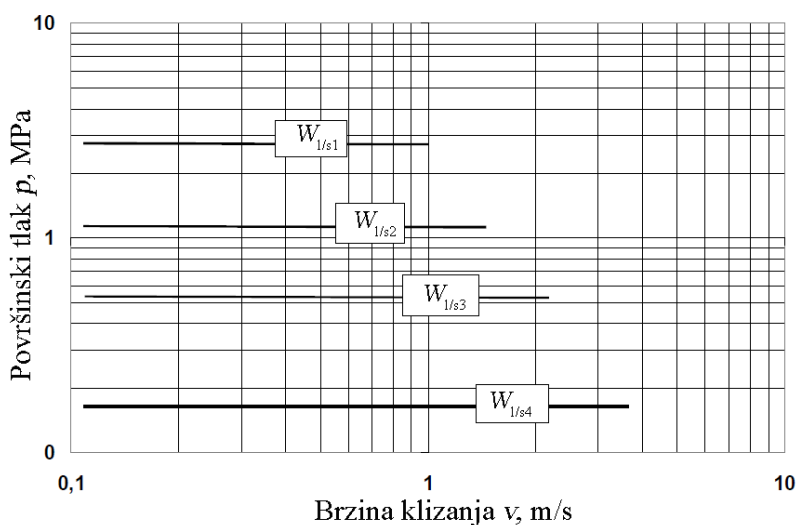 10
W1/s1
W1/s2
1
W1/s3
W1/s4
0
0,1
1
10
Površinski tlak p, MPa
Brzina klizanja v, m/s